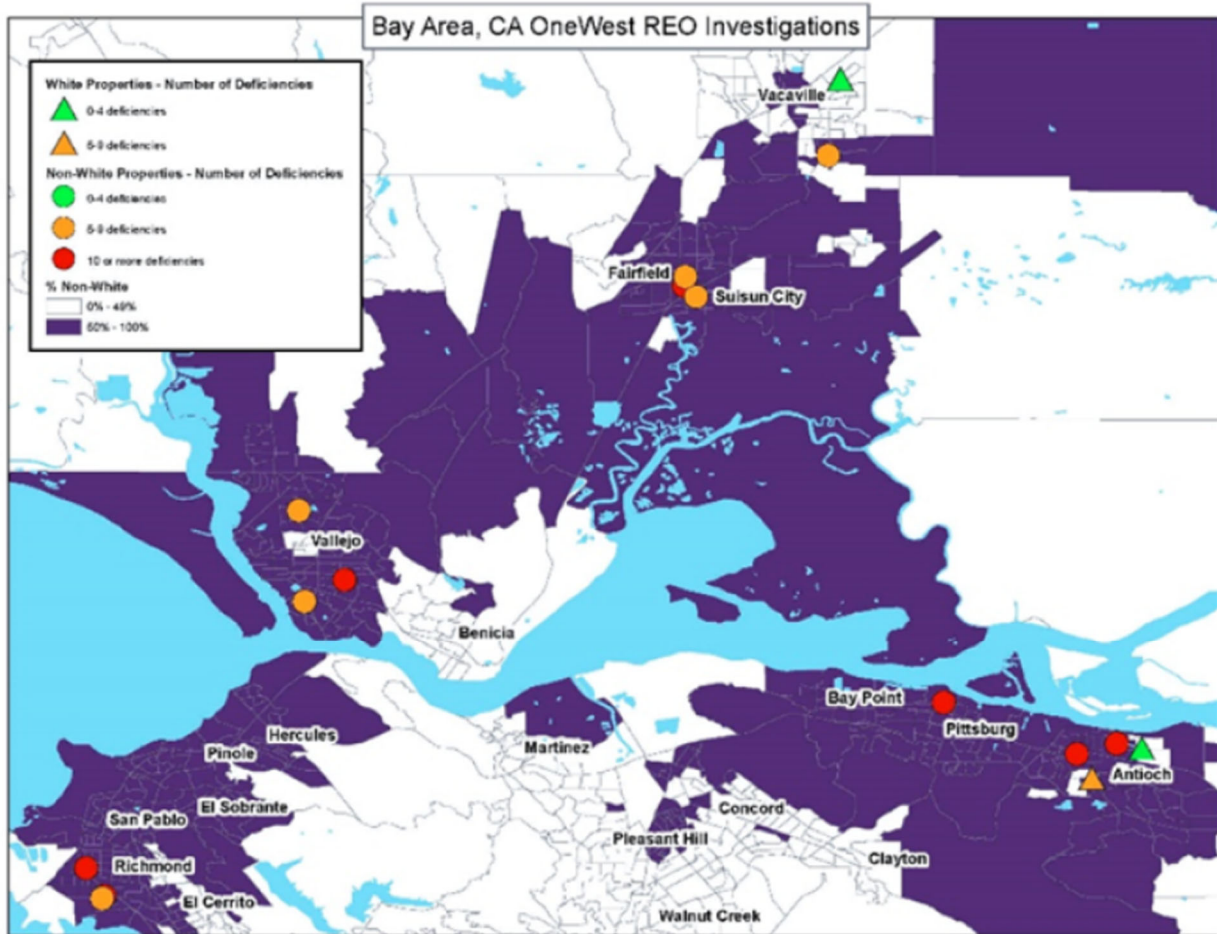 Bay Area, CA OneWest REO Investigations
White Properties - Number of Deficiencies
0-4 deficiencies
5-9 deficiencies
Non-White Properties - Number of Deficiencies
0-4 deficiencies
5-9 deficiencies
10 or more deficiencies
% Non-White
0% - 49%
50% - 100%
Vacaville
Fairfield
Suisun City
Vallejo
Benicia
Bay Point
Pittsburg
Hercules
Martinez
Pinole
Antioch
El Sobrante
Concord
San Pablo
Pleasant Hill
Clayton
Richmond
El Cerrito
Walnut Creek